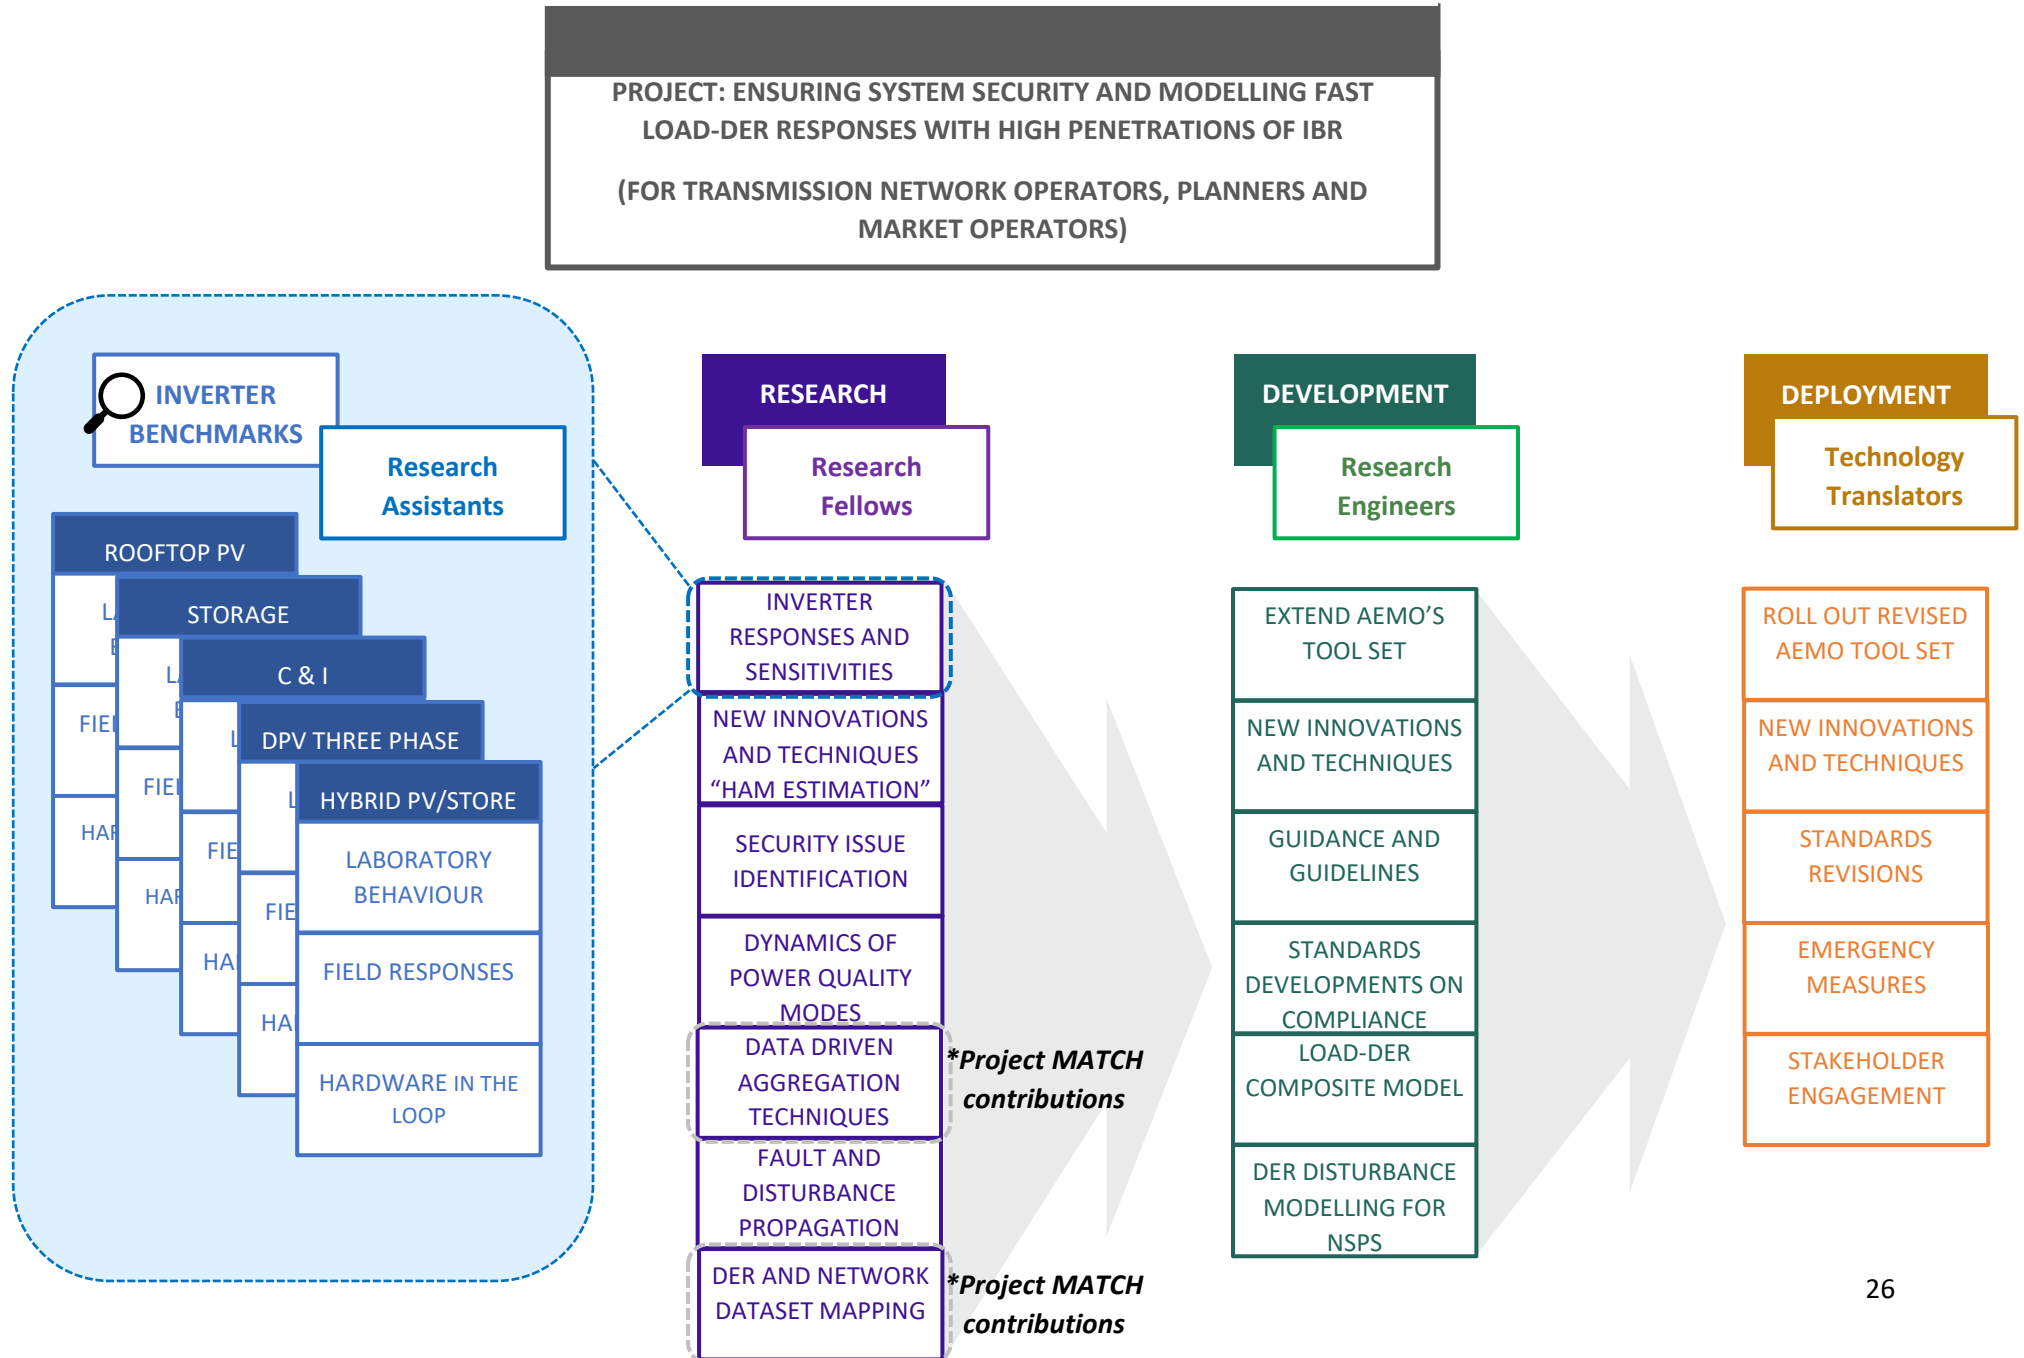 PROJECT: ENSURING SYSTEM SECURITY AND MODELLING FAST
LOAD-DER RESPONSES WITH HIGH PENETRATIONS OF IBR
(FOR TRANSMISSION NETWORK OPERATORS, PLANNERS AND
MARKET OPERATORS)
INVERTER
BENCHMARKS
Research
Assistants
ROOFTOP PV
STORAGE
C & I
DPV THREE PHASE
HYBRID PV/STORE
LABORATORY
BEHAVIOUR
FIELD RESPONSES
HARDWARE IN THE
LOOP
RESEARCH
Research
Fellows
INVERTER
RESPONSES AND
SENSITIVITIES
NEW INNOVATIONS
AND TECHNIQUES
“HAM ESTIMATION”
SECURITY ISSUE
IDENTIFICATION
DYNAMICS OF
POWER QUALITY
MODES
DATA DRIVEN
AGGREGATION
TECHNIQUES
*Project MATCH
contributions
FAULT AND
DISTURBANCE
PROPAGATION
DER AND NETWORK
DATASET MAPPING
*Project MATCH
contributions
DEVELOPMENT
Research
Engineers
EXTEND AEMO’S
TOOL SET
NEW INNOVATIONS
AND TECHNIQUES
GUIDANCE AND
GUIDELINES
STANDARDS
DEVELOPMENTS ON
COMPLIANCE
LOAD-DER
COMPOSITE MODEL
DER DISTURBANCE
MODELLING FOR
NSPS
DEPLOYMENT
Technology
Translators
ROLL OUT REVISED
AEMO TOOL SET
NEW INNOVATIONS
AND TECHNIQUES
STANDARDS
REVISIONS
EMERGENCY
MEASURES
STAKEHOLDER
ENGAGEMENT
26